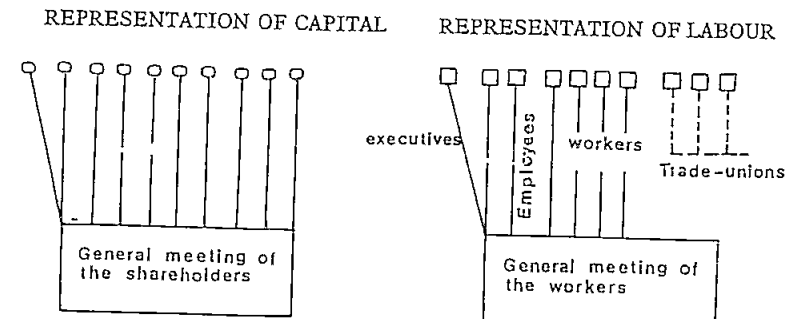 REPRESENTATION OF CAPITAL
REPRESENTATION OF LABOUR
executives
Employees
workers
Trade-unions
General meeting of
the shareholders
General meeting of
the workers